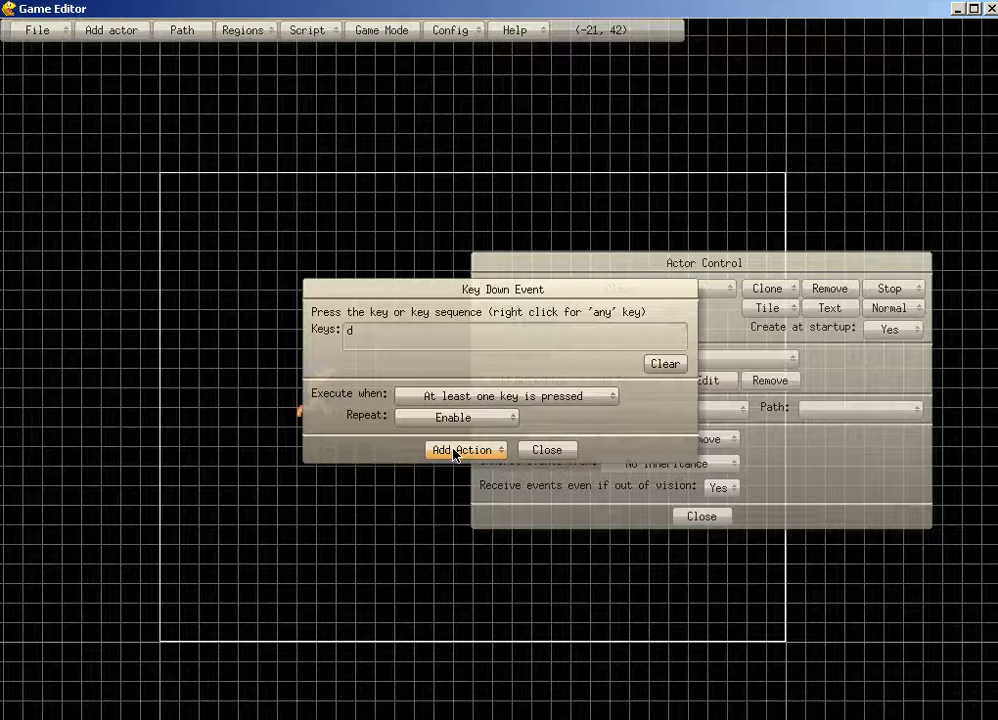 Game Editor
File Add actor Path Regions Script Game Mode Config Help (-21, 42)
Actor Control
Clone Remove Stop
Tile Text Normal
Create at startup: Yes
Key Down Event
Press the key or key sequence (right click for 'any' key)
Keys: d
Clear
Execute when: At least one key is pressed
Repeat: Enable
Add Action Close
Remove
Path:
No Inheritance
Receive events even if out of vision: Yes
Close